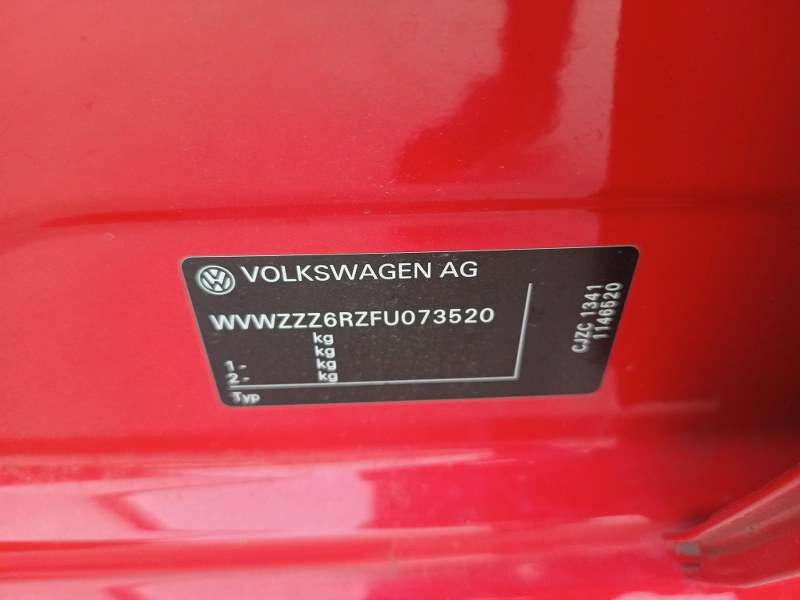 VOLKSWAGEN AG
WVWZZZ6RZFU073520
kg
kg
1 - kg
2 - kg
Typ
CJZC 1341
1146520